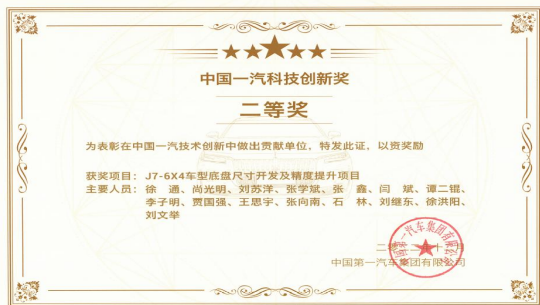 中国一汽科技创新奖
二等奖
为表彰在中国一汽技术创新中做出贡献单位，特发此证，以资奖励
获奖项目：J7-6X4车型底盘尺寸开发及精度提升项目
主要人员：徐　通、尚光明、刘苏洋、张学斌、张　鑫、闫　斌、谭二锟、
李子明、贾国强、王思宇、张向南、石　林、刘继东、徐洪阳、
刘文举
中国第一汽车集团有限公司